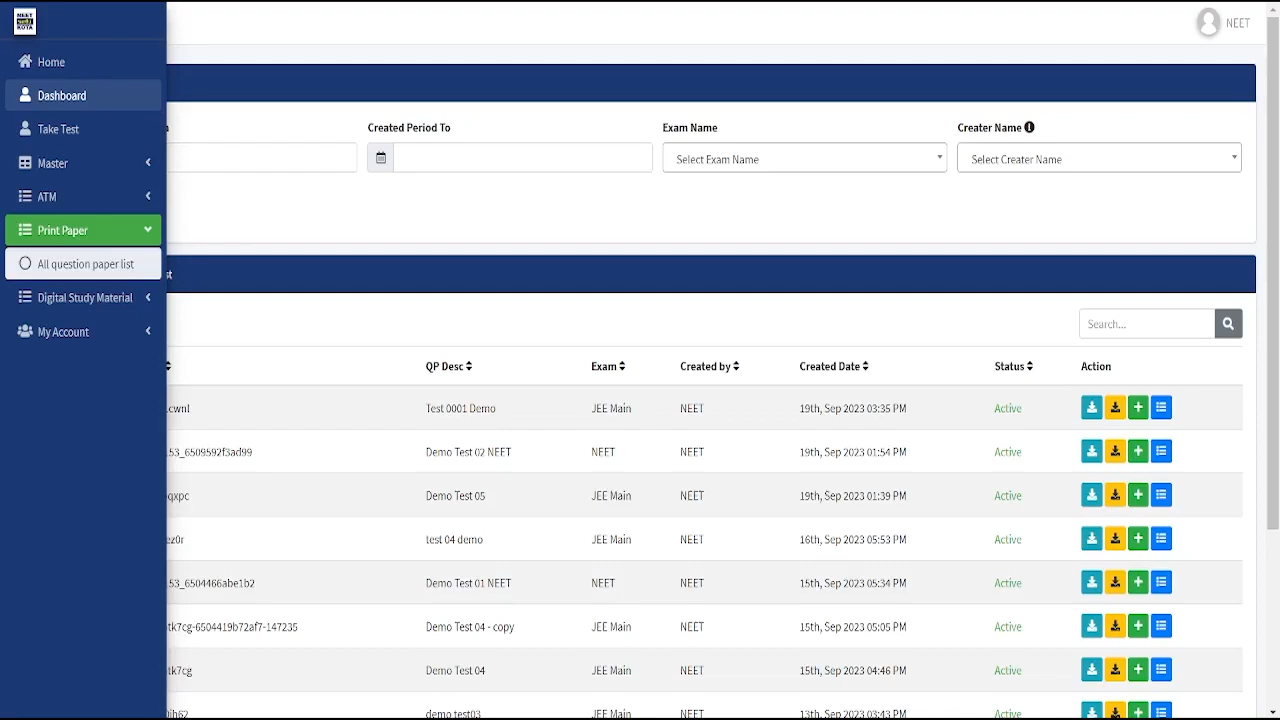 NEET
KOTA
NEET
Home
Dashboard
Take Test
Master
ATM
Print Paper
All question paper list
Digital Study Material
My Account
Created Period To
Exam Name
Creater Name
Select Exam Name
Select Creater Name
st
Search...
QP Desc
Exam
Created by
Created Date
Status
Action
.cwnl Test 0001 Demo JEE Main NEET 19th, Sep 2023 03:35 PM Active
53_6509592f3ad99 Demo Test 02 NEET NEET NEET 19th, Sep 2023 01:54 PM Active
qxpc Demo Test 05 JEE Main NEET 19th, Sep 2023 01:39 PM Active
ez0r test 04 demo JEE Main NEET 16th, Sep 2023 05:53 PM Active
53_6504466abe1b2 Demo Test 01 NEET NEET NEET 15th, Sep 2023 05:34 PM Active
tk7cg-6504419b72af7-147235 Demo Test 04 - copy JEE Main NEET 15th, Sep 2023 05:05 PM Active
tk7cg Demo Test 04 JEE Main NEET 15th, Sep 2023 04:46 PM Active
jh62 demo test03 JEE Main NEET 13th, Sep 2023 03:43 PM Active